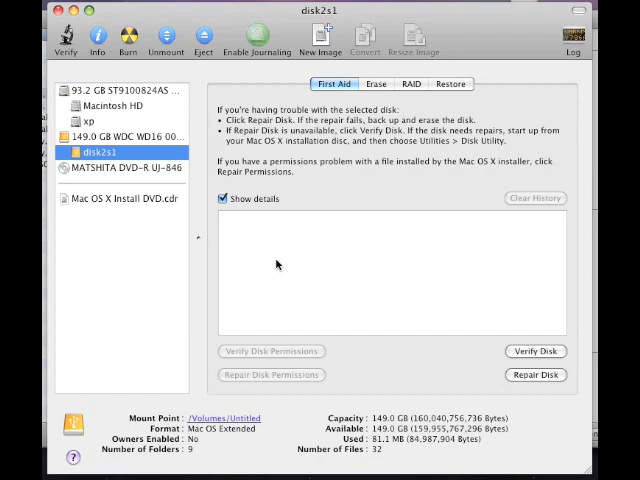 disk2s1
Verify
Info
Burn
Unmount
Eject
Enable Journaling
New Image
Convert
Resize Image
Log
93.2 GB ST9100824AS ...
Macintosh HD
xp
149.0 GB WDC WD16 00...
disk2s1
MATSHITA DVD-R UJ-846
Mac OS X Install DVD.cdr
First Aid
Erase
RAID
Restore
If you're having trouble with the selected disk:
• Click Repair Disk. If the repair fails, back up and erase the disk.
• If Repair Disk is unavailable, click Verify Disk. If the disk needs repairs, start up from
your Mac OS X installation disc, and then choose Utilities > Disk Utility.
If you have a permissions problem with a file installed by the Mac OS X installer, click
Repair Permissions.
Show details
Clear History
Verify Disk Permissions
Verify Disk
Repair Disk Permissions
Repair Disk
Mount Point : /Volumes/Untitled
Format : Mac OS Extended
Owners Enabled : No
Number of Folders : 9
Capacity : 149.0 GB (160,040,756,736 Bytes)
Available : 149.0 GB (159,955,767,296 Bytes)
Used : 81.1 MB (84,987,904 Bytes)
Number of Files : 32
?